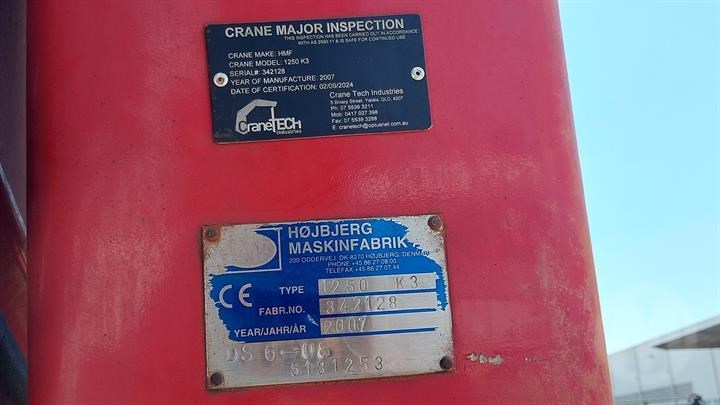 CRANE MAJOR INSPECTION
THIS INSPECTION HAS BEEN CARRIED OUT IN ACCORDANCE
WITH AS 2550.11 & IS SAFE FOR CONTINUED USE
CRANE MAKE: HMF
CRANE MODEL: 1250 K3
SERIAL#: 342128
YEAR OF MANUFACTURE: 2007
DATE OF CERTIFICATION: 02/09/2024
Crane Tech Industries
5 Binary Street, Yatala, QLD, 4207
Ph: 07 5539 3211
Mob: 0417 027 398
Fax: 07 5539 3288
E: cranetech@optusnet.com.au
CraneTECH
Industries
HØJBJERG
MASKINFABRIK
200 ODDERVEJ, DK-8270 HØJBJERG, DENMARK
PHONE +45 86 27 08 00
TELEFAX +45 86 27 07 44
CE
TYPE 1250 K3
FABR.NO. 342128
YEAR/JAHR/ÅR 2007
DS 6-08
5131253